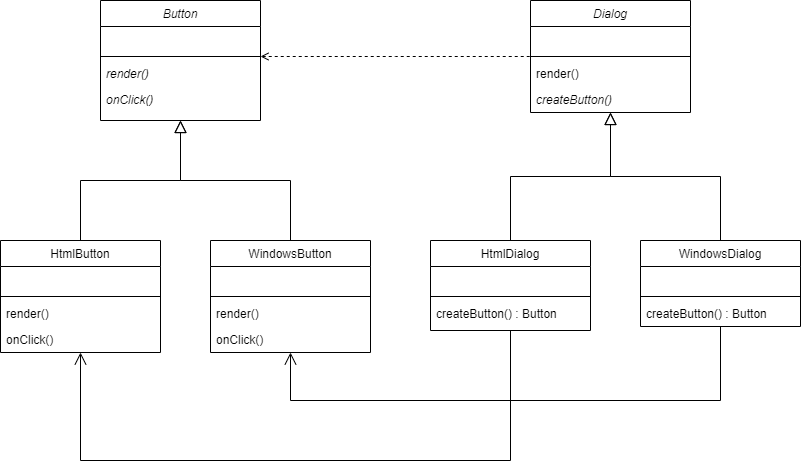 Button
render()
onClick()
Dialog
render()
createButton()
HtmlButton
render()
onClick()
WindowsButton
render()
onClick()
HtmlDialog
createButton() : Button
WindowsDialog
createButton() : Button